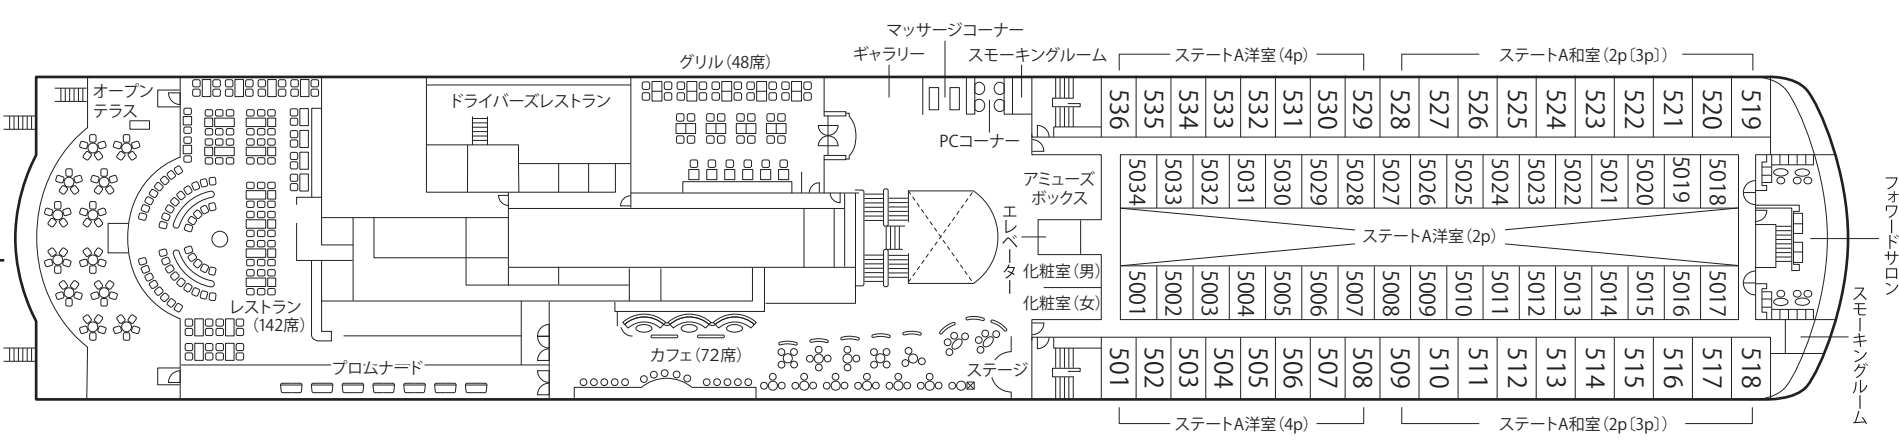 マッサージコーナー
ギャラリー
スモーキングルーム
グリル（48席）
ステートA洋室（4p）
ステートA和室（2p〔3p〕）
オープン
テラス
ドライバーズレストラン
PCコーナー
536 535 534 533 532 531 530 529 528 527 526 525 524 523 522 521 520 519
アミューズ
ボックス
5034 5033 5032 5031 5030 5029 5028 5027 5026 5025 5024 5023 5022 5021 5020 5019 5018
エレベーター
ステートA洋室（2p）
フォワードサロン
化粧室（男）
化粧室（女）
5001 5002 5003 5004 5005 5006 5007 5008 5009 5010 5011 5012 5013 5014 5015 5016 5017
レストラン
（142席）
スモーキングルーム
カフェ（72席）
プロムナード
ステージ
501 502 503 504 505 506 507 508 509 510 511 512 513 514 515 516 517 518
ステートA洋室（4p）
ステートA和室（2p〔3p〕）